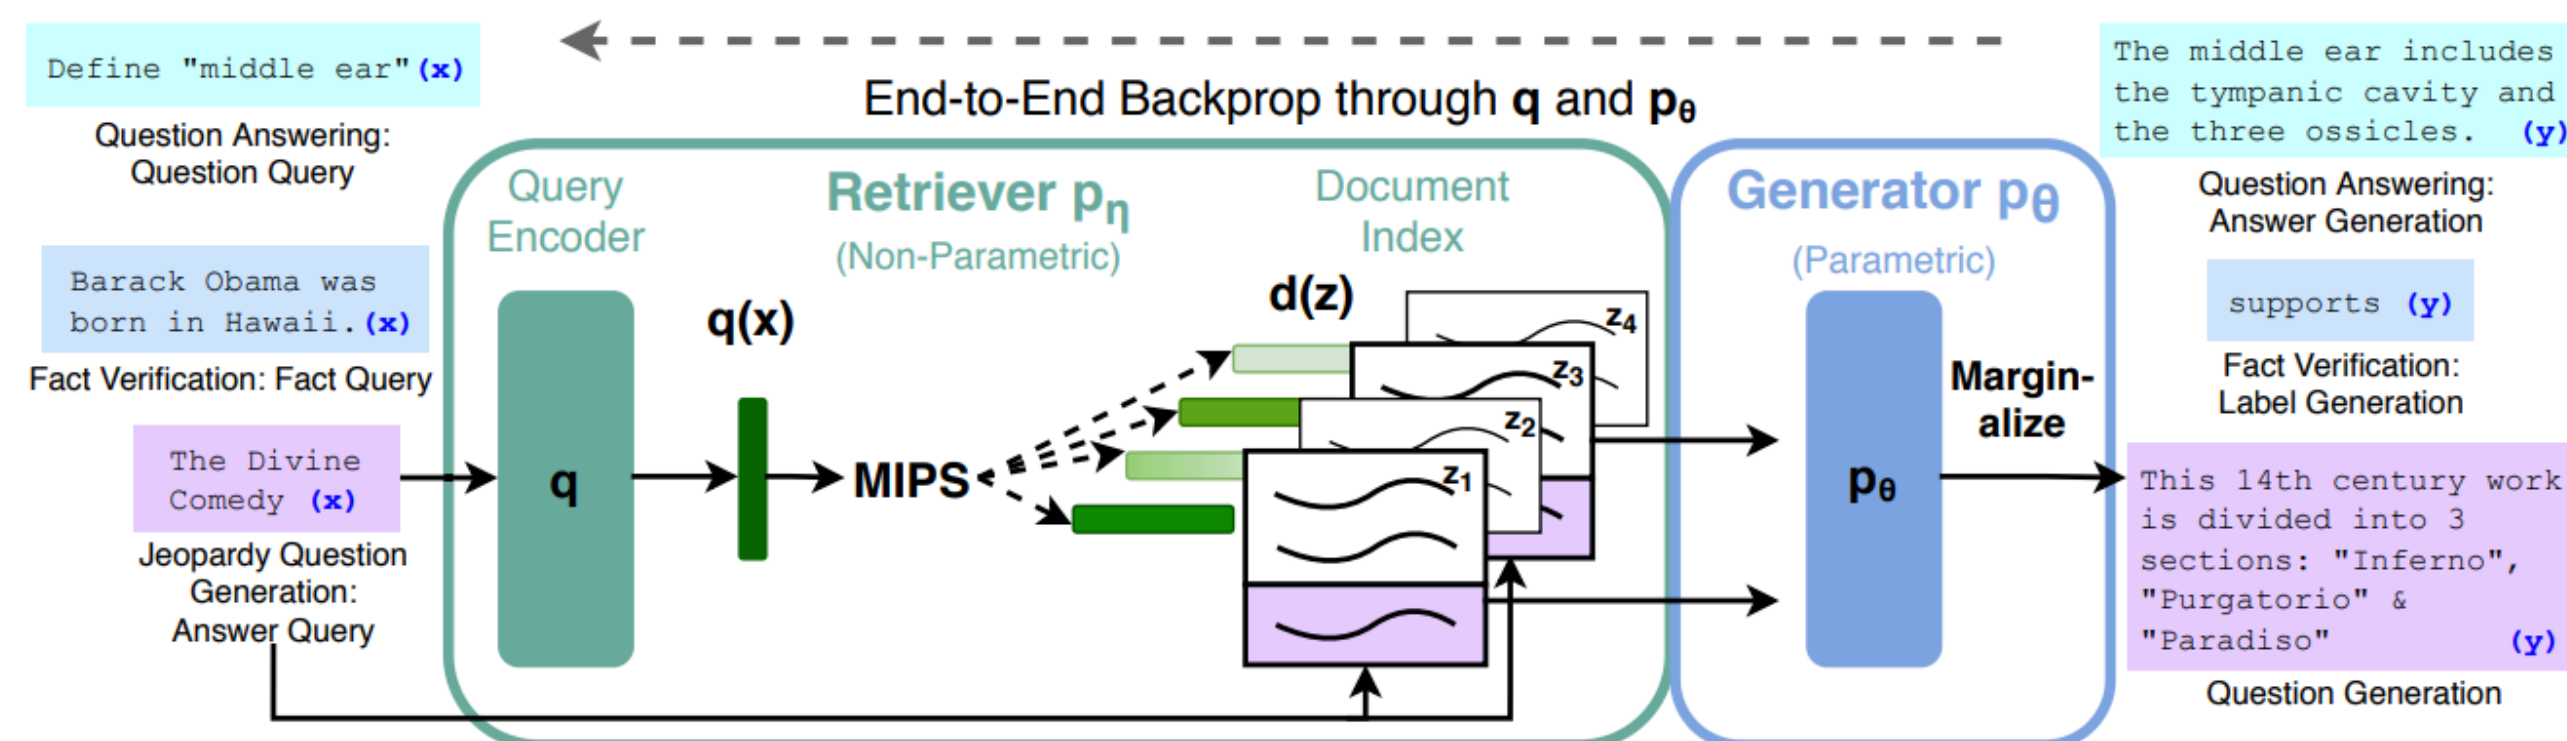 Define "middle ear"(x)
Question Answering:
Question Query
Barack Obama was
born in Hawaii.(x)
Fact Verification: Fact Query
The Divine
Comedy (x)
Jeopardy Question
Generation:
Answer Query
End-to-End Backprop through q and pθ
Query
Encoder
q
Retriever pη
(Non-Parametric)
q(x)
MIPS
Document
Index
d(z)
z4
z3
z2
z1
Generator pθ
(Parametric)
pθ
Margin-
alize
The middle ear includes
the tympanic cavity and
the three ossicles. (y)
Question Answering:
Answer Generation
supports (y)
Fact Verification:
Label Generation
This 14th century work
is divided into 3
sections: "Inferno",
"Purgatorio" &
"Paradiso" (y)
Question Generation